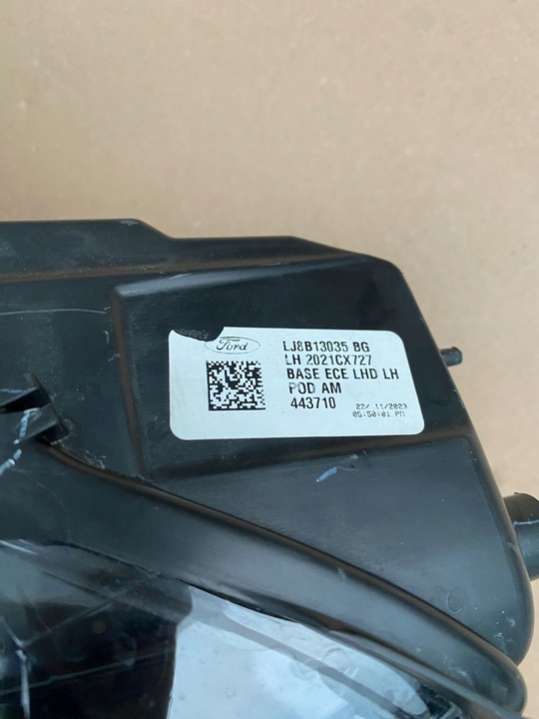 Ford
LJ8B13035 BG
LH 2021CX727
BASE ECE LHD LH
POD AM
443710
22/11/2023
05:50:01 PM